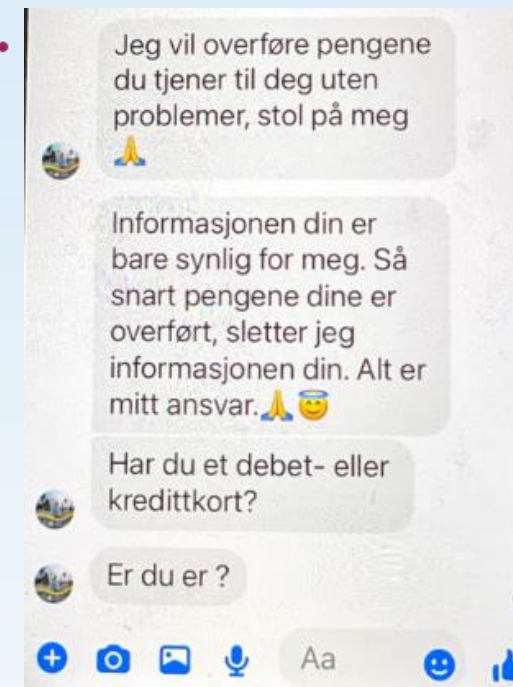 Jeg vil overføre pengene
du tjener til deg uten
problemer, stol på meg
🙏
Informasjonen din er
bare synlig for meg. Så
snart pengene dine er
overført, sletter jeg
informasjonen din. Alt er
mitt ansvar.🙏😇
Har du et debet- eller
kredittkort?
Er du er ?
Aa